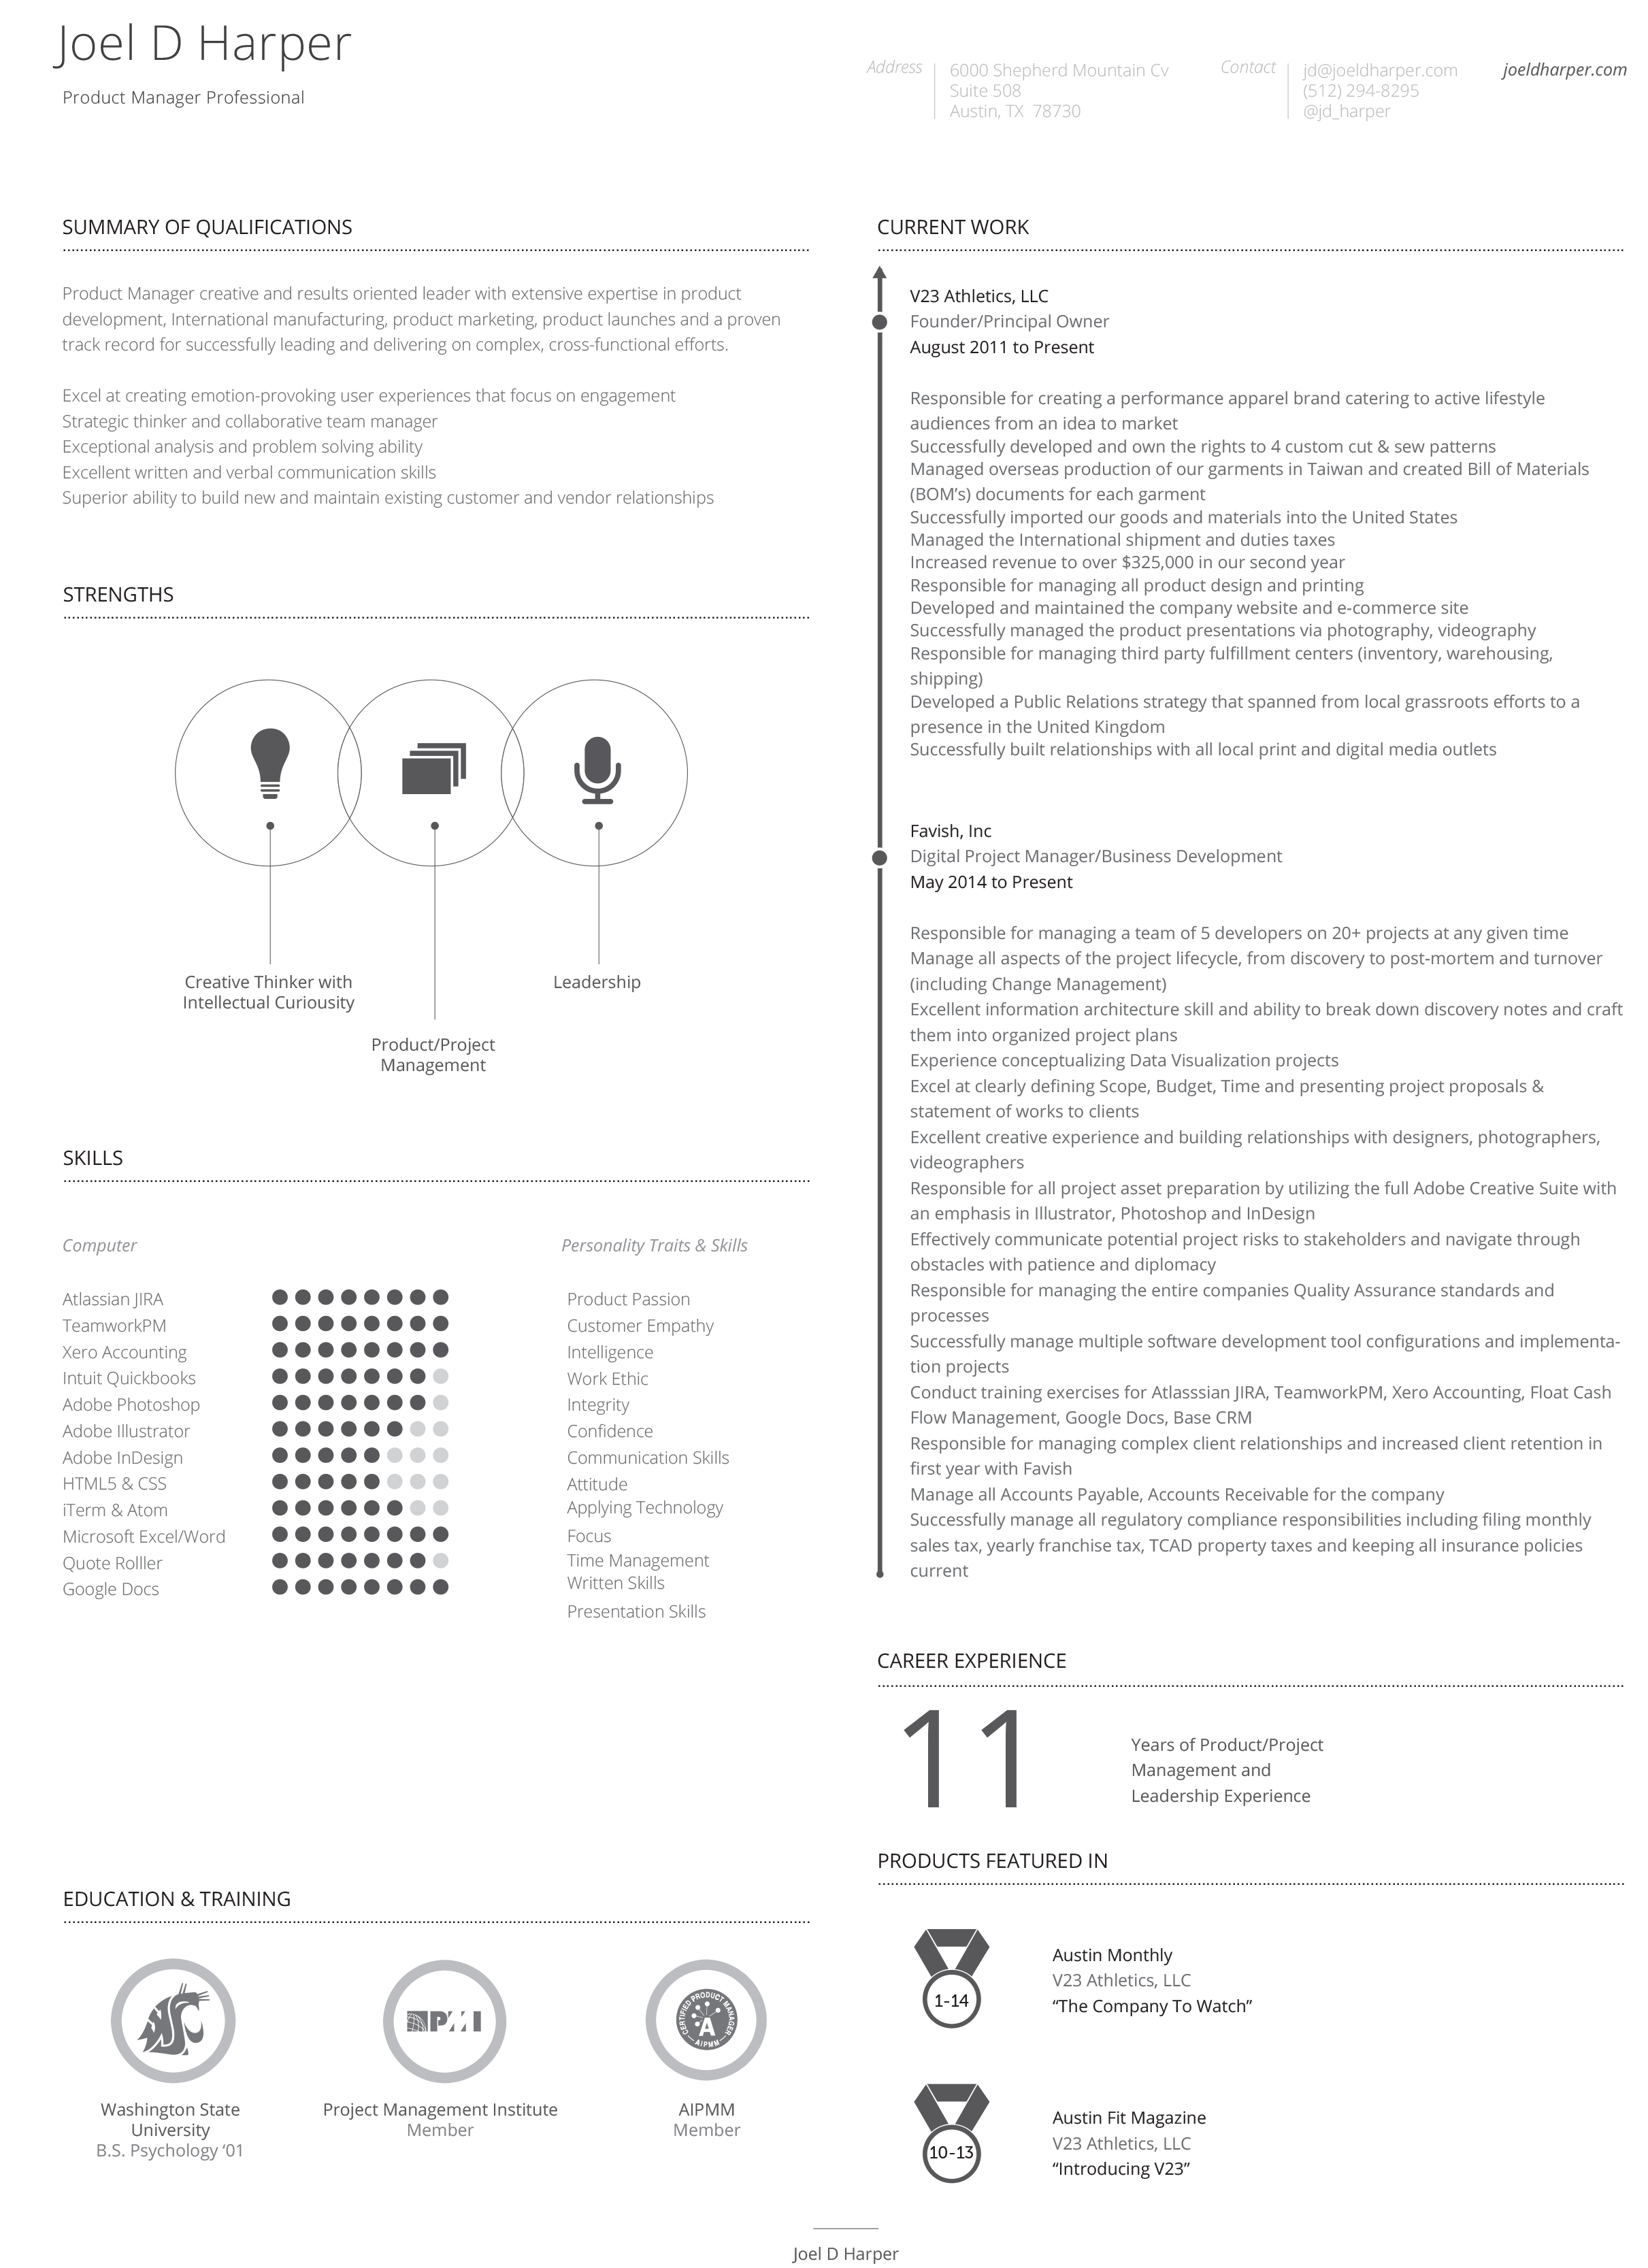 Joel D Harper
Product Manager Professional
Address
6000 Shepherd Mountain Cv
Suite 508
Austin, TX  78730
Contact
jd@joeldharper.com
(512) 294-8295
@jd_harper
joeldharper.com
SUMMARY OF QUALIFICATIONS
Product Manager creative and results oriented leader with extensive expertise in product
development, International manufacturing, product marketing, product launches and a proven
track record for successfully leading and delivering on complex, cross-functional efforts.
Excel at creating emotion-provoking user experiences that focus on engagement
Strategic thinker and collaborative team manager
Exceptional analysis and problem solving ability
Excellent written and verbal communication skills
Superior ability to build new and maintain existing customer and vendor relationships
STRENGTHS
Creative Thinker with
Intellectual Curiousity
Product/Project
Management
Leadership
SKILLS
Computer
Atlassian JIRA
TeamworkPM
Xero Accounting
Intuit Quickbooks
Adobe Photoshop
Adobe Illustrator
Adobe InDesign
HTML5 & CSS
iTerm & Atom
Microsoft Excel/Word
Quote Rolller
Google Docs
Personality Traits & Skills
Product Passion
Customer Empathy
Intelligence
Work Ethic
Integrity
Confidence
Communication Skills
Attitude
Applying Technology
Focus
Time Management
Written Skills
Presentation Skills
EDUCATION & TRAINING
Washington State
University
B.S. Psychology ‘01
PMI
Project Management Institute
Member
CERTIFIED PRODUCT MANAGER
A
AIPMM
AIPMM
Member
CURRENT WORK
V23 Athletics, LLC
Founder/Principal Owner
August 2011 to Present
Responsible for creating a performance apparel brand catering to active lifestyle
audiences from an idea to market
Successfully developed and own the rights to 4 custom cut & sew patterns
Managed overseas production of our garments in Taiwan and created Bill of Materials
(BOM’s) documents for each garment
Successfully imported our goods and materials into the United States
Managed the International shipment and duties taxes
Increased revenue to over $325,000 in our second year
Responsible for managing all product design and printing
Developed and maintained the company website and e-commerce site
Successfully managed the product presentations via photography, videography
Responsible for managing third party fulfillment centers (inventory, warehousing,
shipping)
Developed a Public Relations strategy that spanned from local grassroots efforts to a
presence in the United Kingdom
Successfully built relationships with all local print and digital media outlets
Favish, Inc
Digital Project Manager/Business Development
May 2014 to Present
Responsible for managing a team of 5 developers on 20+ projects at any given time
Manage all aspects of the project lifecycle, from discovery to post-mortem and turnover
(including Change Management)
Excellent information architecture skill and ability to break down discovery notes and craft
them into organized project plans
Experience conceptualizing Data Visualization projects
Excel at clearly defining Scope, Budget, Time and presenting project proposals &
statement of works to clients
Excellent creative experience and building relationships with designers, photographers,
videographers
Responsible for all project asset preparation by utilizing the full Adobe Creative Suite with
an emphasis in Illustrator, Photoshop and InDesign
Effectively communicate potential project risks to stakeholders and navigate through
obstacles with patience and diplomacy
Responsible for managing the entire companies Quality Assurance standards and
processes
Successfully manage multiple software development tool configurations and implementa-
tion projects
Conduct training exercises for Atlasssian JIRA, TeamworkPM, Xero Accounting, Float Cash
Flow Management, Google Docs, Base CRM
Responsible for managing complex client relationships and increased client retention in
first year with Favish
Manage all Accounts Payable, Accounts Receivable for the company
Successfully manage all regulatory compliance responsibilities including filing monthly
sales tax, yearly franchise tax, TCAD property taxes and keeping all insurance policies
current
CAREER EXPERIENCE
11
Years of Product/Project
Management and
Leadership Experience
PRODUCTS FEATURED IN
1-14
Austin Monthly
V23 Athletics, LLC
“The Company To Watch”
10-13
Austin Fit Magazine
V23 Athletics, LLC
“Introducing V23”
Joel D Harper